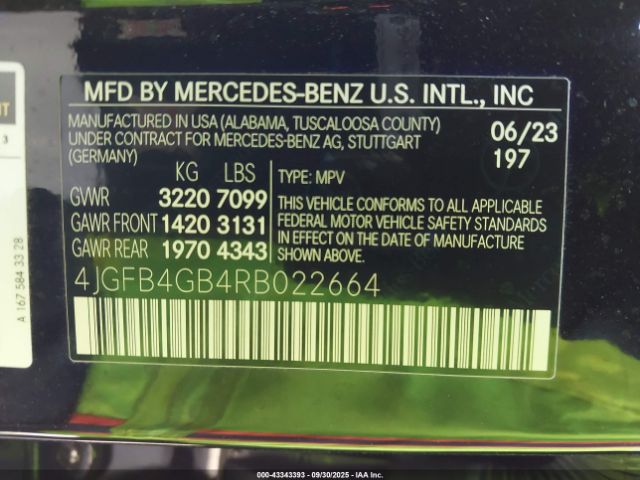 MFD BY MERCEDES-BENZ U.S. INTL., INC
MANUFACTURED IN USA (ALABAMA, TUSCALOOSA COUNTY)
UNDER CONTRACT FOR MERCEDES-BENZ AG, STUTTGART
(GERMANY)
06/23
197
KG LBS
GVWR 3220 7099
GAWR FRONT 1420 3131
GAWR REAR 1970 4343
TYPE: MPV
THIS VEHICLE CONFORMS TO ALL APPLICABLE
FEDERAL MOTOR VEHICLE SAFETY STANDARDS
IN EFFECT ON THE DATE OF MANUFACTURE
SHOWN ABOVE.
4JGFB4GB4RB022664
A 167 584 33 28
000-43343393 | 09/30/2025 | IAA Inc.